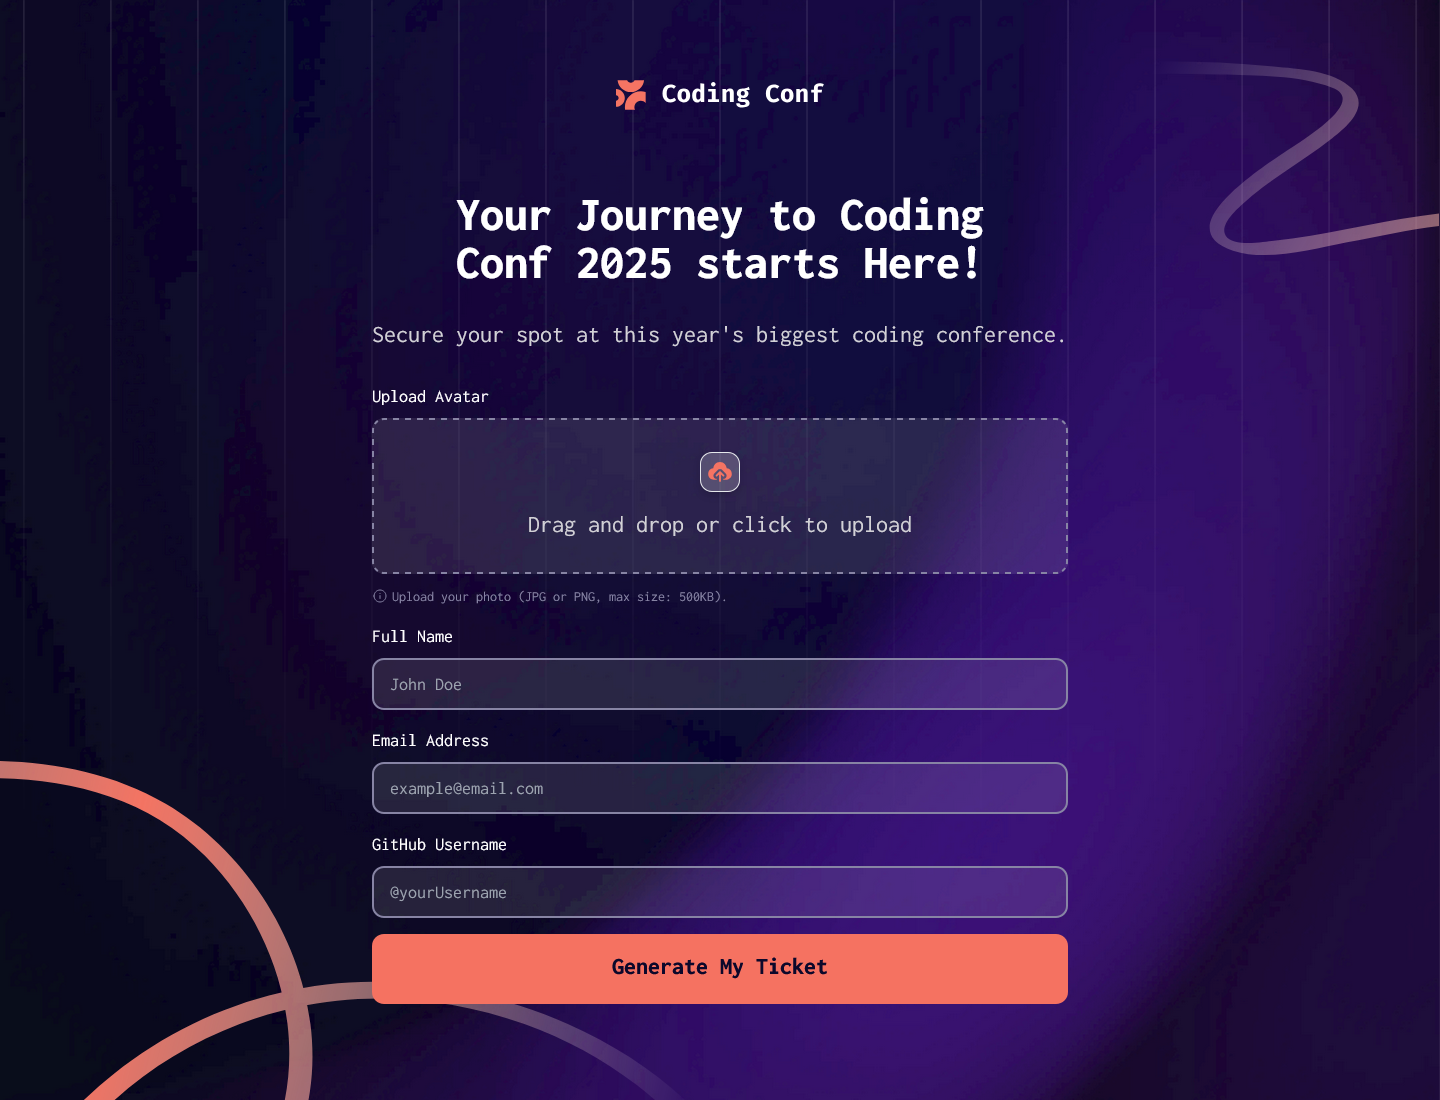 Coding Conf
Your Journey to Coding
Conf 2025 starts Here!
Secure your spot at this year's biggest coding conference.
Upload Avatar
Drag and drop or click to upload
Upload your photo (JPG or PNG, max size: 500KB).
Full Name
John Doe
Email Address
example@email.com
GitHub Username
@yourUsername
Generate My Ticket